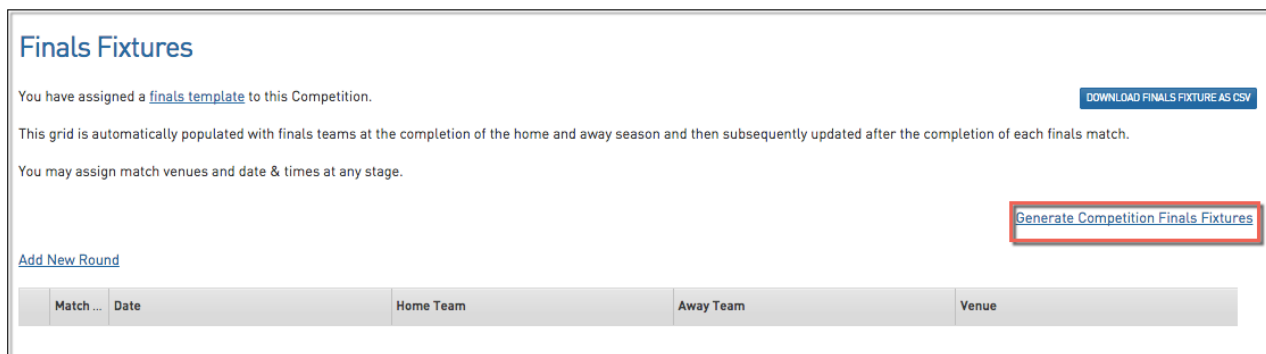 Finals Fixtures
You have assigned a finals template to this Competition.
DOWNLOAD FINALS FIXTURE AS CSV
This grid is automatically populated with finals teams at the completion of the home and away season and then subsequently updated after the completion of each finals match.
You may assign match venues and date & times at any stage.
Generate Competition Finals Fixtures
Add New Round
Match ... Date Home Team Away Team Venue